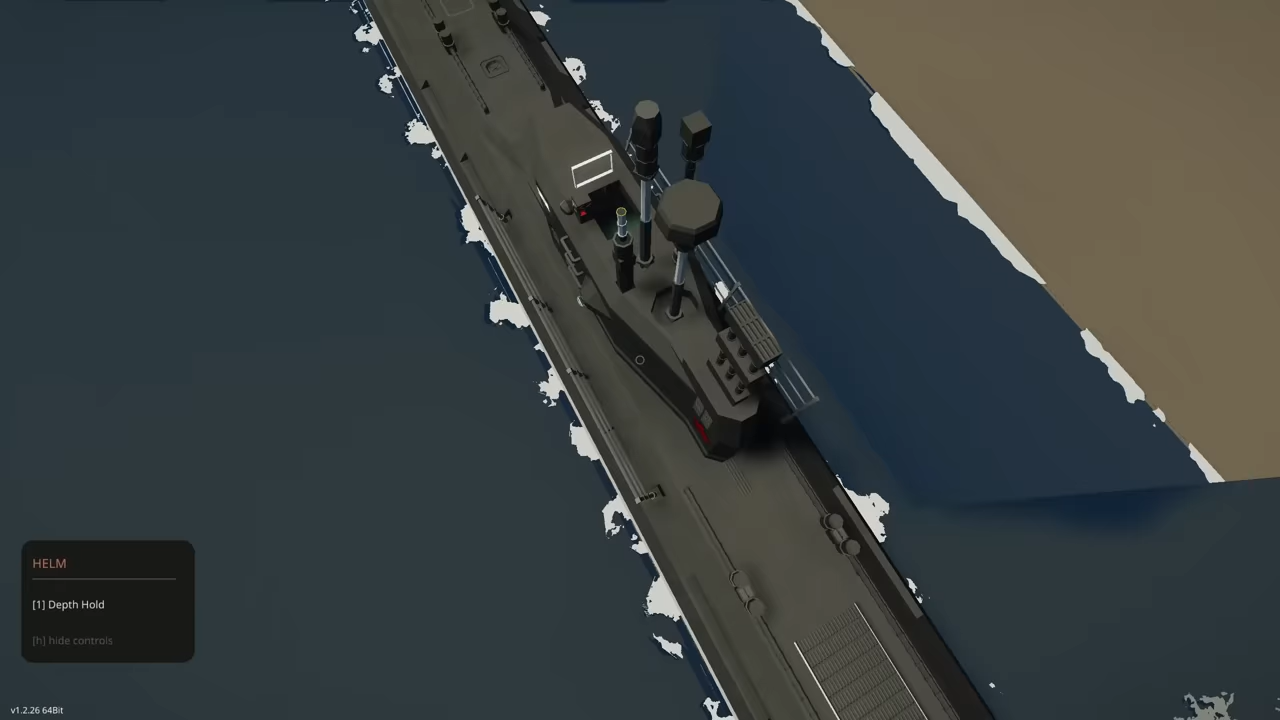 HELM
[1] Depth Hold
[h] hide controls
v1.2.26 64Bit